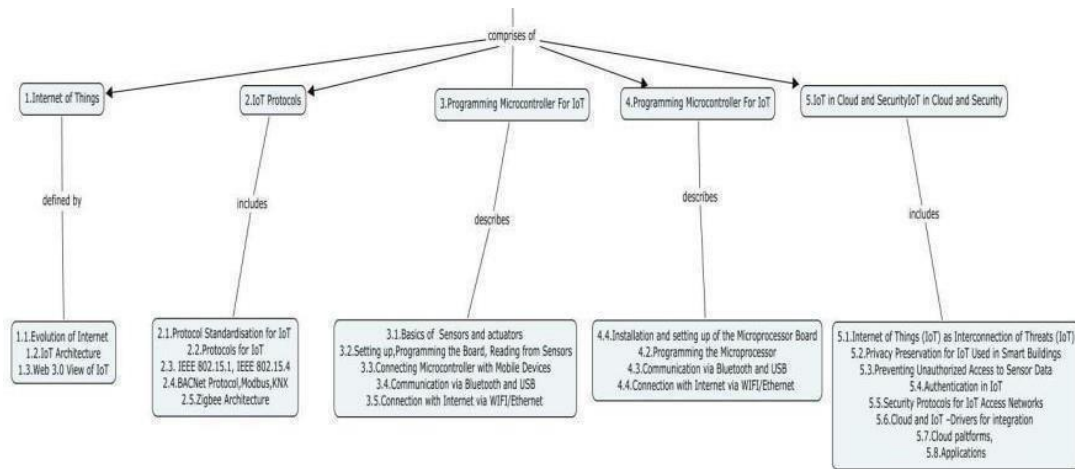 comprises of
1.Internet of Things
2.IoT Protocols
3.Programming Microcontroller For IoT
4.Programming Microcontroller For IoT
5.IoT in Cloud and SecurityIoT in Cloud and Security
defined by
includes
describes
describes
includes
1.1.Evolution of Internet
1.2.IoT Architecture
1.3.Web 3.0 View of IoT
2.1.Protocol Standardisation for IoT
2.2.Protocols for IoT
2.3. IEEE 802.15.1, IEEE 802.15.4
2.4.BACNet Protocol,Modbus,KNX
2.5.Zigbee Architecture
3.1.Basics of Sensors and actuators
3.2.Setting up,Programming the Board, Reading from Sensors
3.3.Connecting Microcontroller with Mobile Devices
3.4.Communication via Bluetooth and USB
3.5.Connection with Internet via WIFI/Ethernet
4.4.Installation and setting up of the Microprocessor Board
4.2.Programming the Microprocessor
4.3.Communication via Bluetooth and USB
4.4.Connection with Internet via WIFI/Ethernet
5.1.Internet of Things (IoT) as Interconnection of Threats (IoT)
5.2.Privacy Preservation for IoT Used in Smart Buildings
5.3.Preventing Unauthorized Access to Sensor Data
5.4.Authentication in IoT
5.5.Security Protocols for IoT Access Networks
5.6.Cloud and IoT –Drivers for integration
5.7.Cloud paltforms,
5.8.Applications